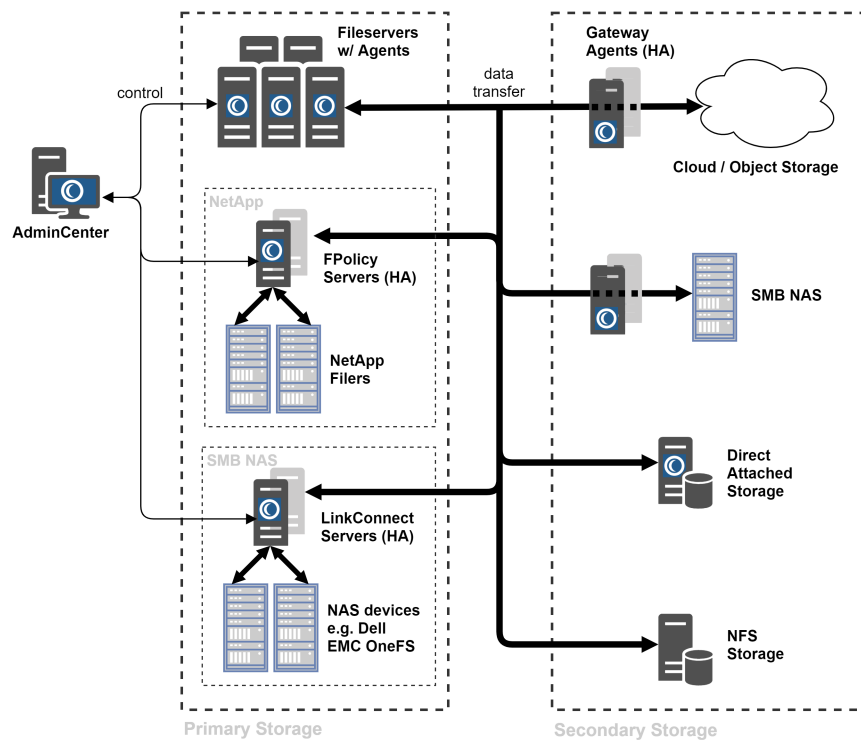 Fileservers
w/ Agents
Gateway
Agents (HA)
data
transfer
control
Cloud / Object Storage
AdminCenter
NetApp
FPolicy
Servers (HA)
SMB NAS
NetApp
Filers
SMB NAS
Direct
Attached
Storage
LinkConnect
Servers (HA)
NAS devices
e.g. Dell
EMC OneFS
NFS
Storage
Primary Storage
Secondary Storage